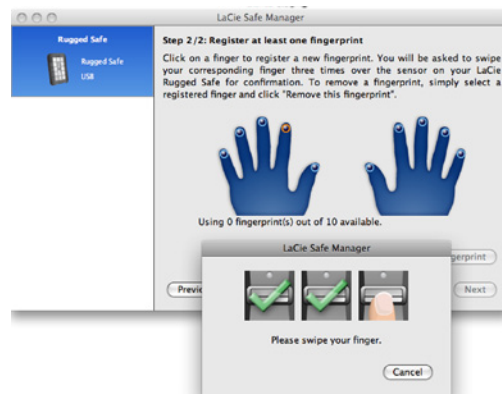 LaCie Safe Manager
Rugged Safe
Rugged Safe
USB
Step 2/2: Register at least one fingerprint
Click on a finger to register a new fingerprint. You will be asked to swipe
your corresponding finger three times over the sensor on your LaCie
Rugged Safe for confirmation. To remove a fingerprint, simply select a
registered finger and click "Remove this fingerprint".
Using 0 fingerprint(s) out of 10 available.
LaCie Safe Manager
Next
Please swipe your finger.
Cancel